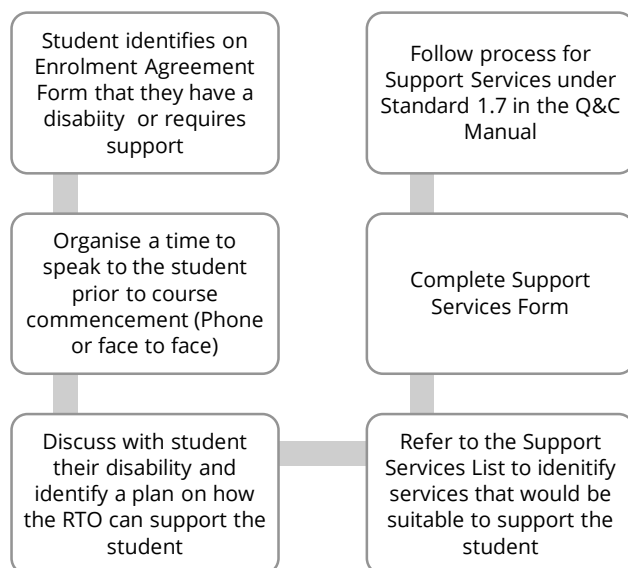 Student identifies on
Enrolment Agreement
Form that they have a
disabiity or requires
support
Organise a time to
speak to the student
prior to course
commencement (Phone
or face to face)
Discuss with student
their disability and
identify a plan on how
the RTO can support the
student
Refer to the Support
Services List to idenitify
services that would be
suitable to support the
student
Complete Support
Services Form
Follow process for
Support Services under
Standard 1.7 in the Q&C
Manual